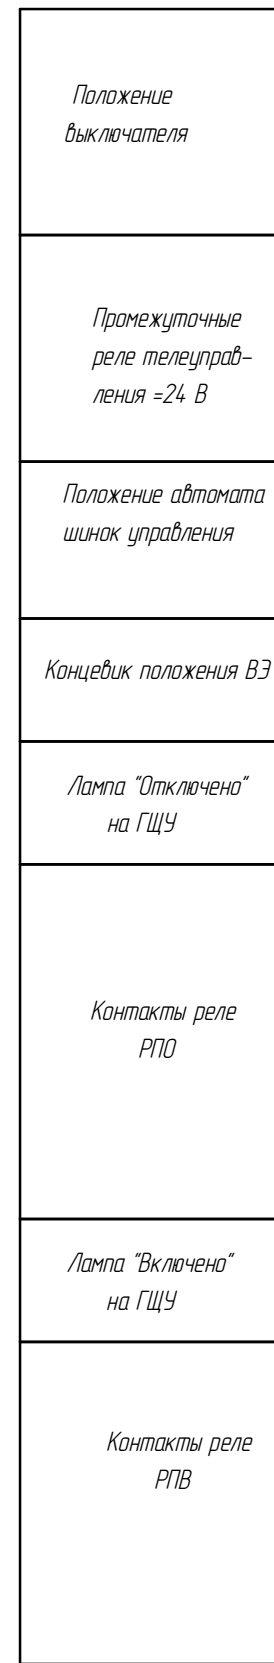 Положение
выключателя
Промежуточные
реле телеуправ-
ления =24 В
Положение автомата
шинок управления
Концевик положения ВЭ
Лампа "Отключено"
на ГЩУ
Контакты реле
РПО
Лампа "Включено"
на ГЩУ
Контакты реле
РПВ